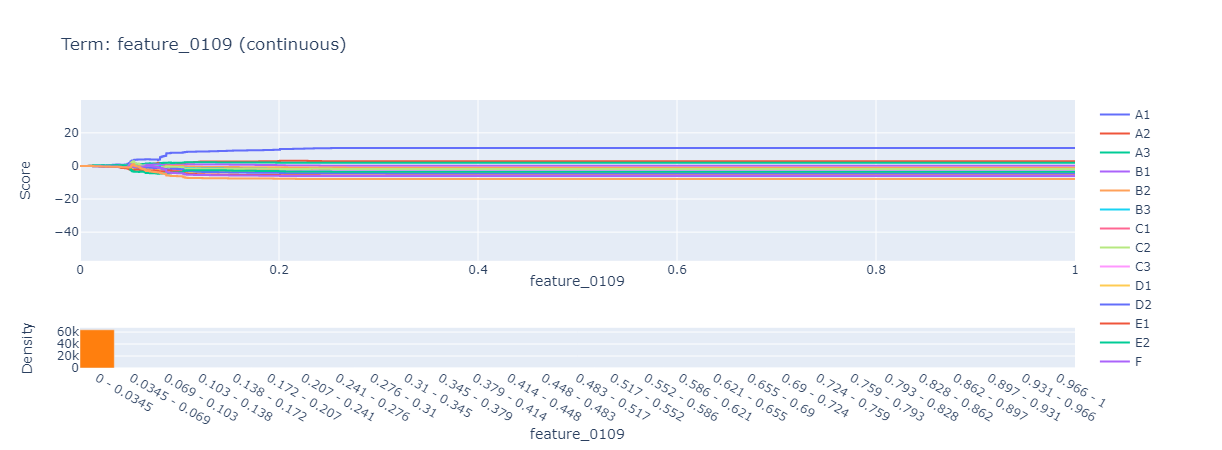 Term: feature_0109 (continuous)
Score
20
0
−20
−40
0
0.2
0.4
0.6
0.8
1
feature_0109
A1
A2
A3
B1
B2
B3
C1
C2
C3
D1
D2
E1
E2
F
Density
60k
40k
20k
0
0 - 0.0345
0.0345 - 0.069
0.069 - 0.103
0.103 - 0.138
0.138 - 0.172
0.172 - 0.207
0.207 - 0.241
0.241 - 0.276
0.276 - 0.31
0.31 - 0.345
0.345 - 0.379
0.379 - 0.414
0.414 - 0.448
0.448 - 0.483
0.483 - 0.517
0.517 - 0.552
0.552 - 0.586
0.586 - 0.621
0.621 - 0.655
0.655 - 0.69
0.69 - 0.724
0.724 - 0.759
0.759 - 0.793
0.793 - 0.828
0.828 - 0.862
0.862 - 0.897
0.897 - 0.931
0.931 - 0.966
0.966 - 1
feature_0109